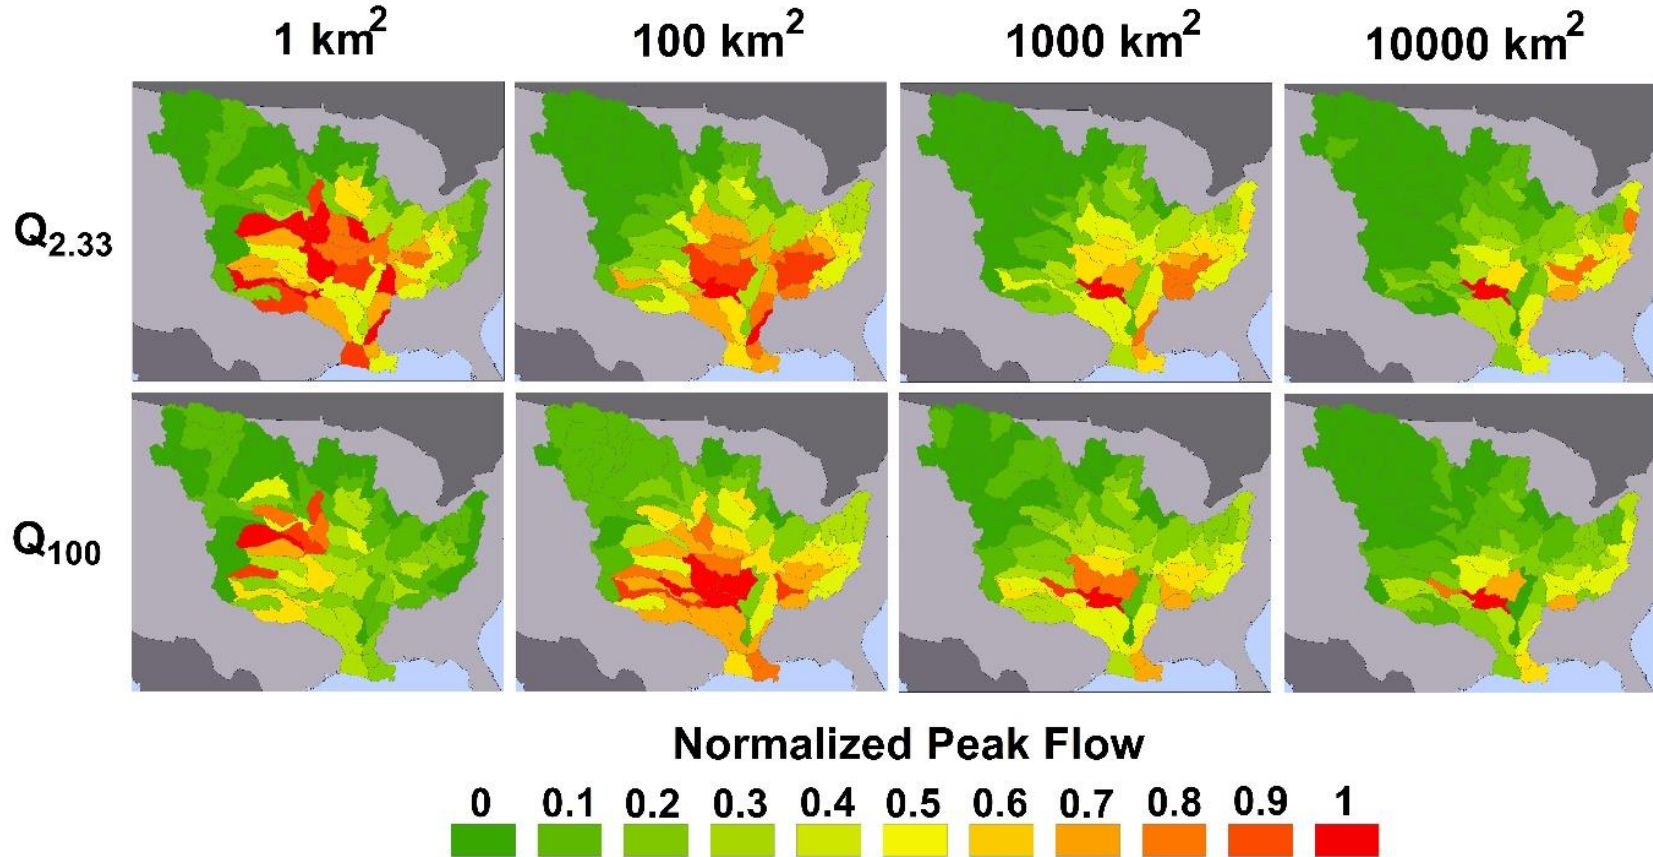 1 km² 100 km² 1000 km² 10000 km²
Q2.33
Q100
Normalized Peak Flow
0 0.1 0.2 0.3 0.4 0.5 0.6 0.7 0.8 0.9 1